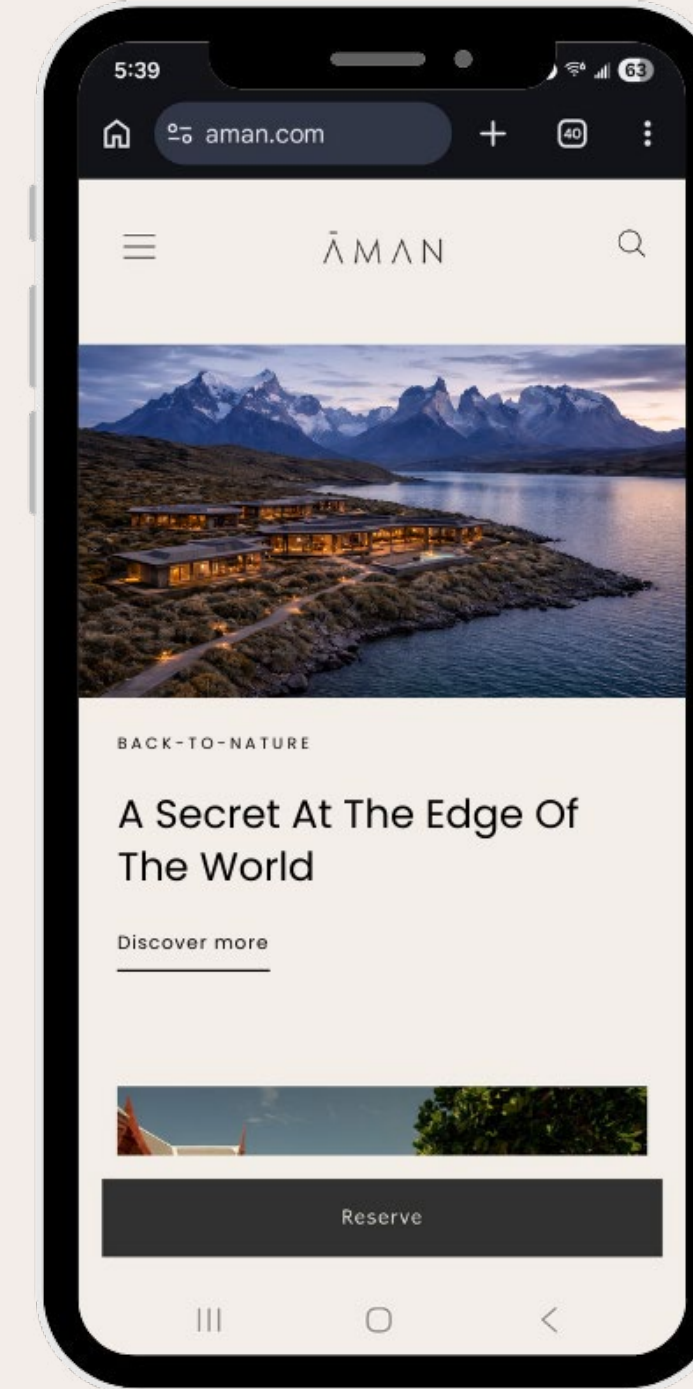 5:39
63
aman.com
40
ĀMAN
BACK-TO-NATURE
A Secret At The Edge Of
The World
Discover more
Reserve